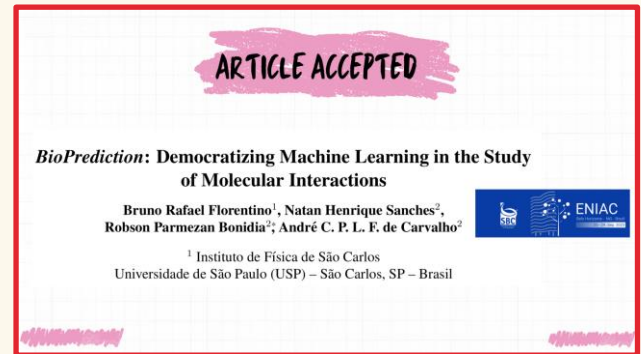 ARTICLE ACCEPTED
BioPrediction: Democratizing Machine Learning in the Study
of Molecular Interactions
Bruno Rafael Florentino¹, Natan Henrique Sanches²,
Robson Parmezan Bonidia², André C. P. L. F. de Carvalho²
SBC
ENIAC
¹ Instituto de Física de São Carlos
Universidade de São Paulo (USP) – São Carlos, SP – Brasil